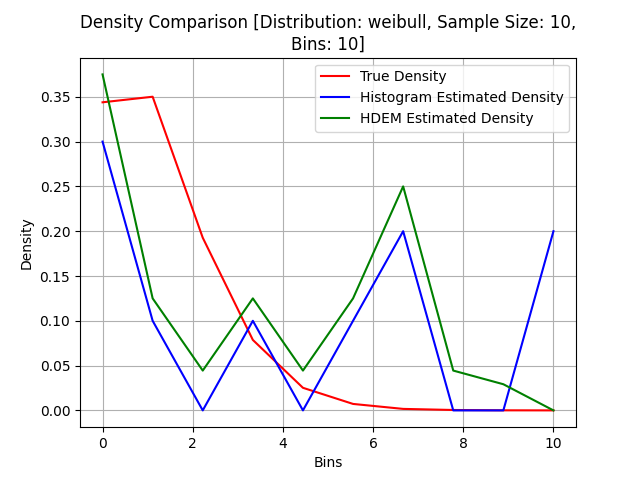 Density Comparison [Distribution: weibull, Sample Size: 10,
Bins: 10]
True Density
Histogram Estimated Density
HDEM Estimated Density
Density
0.35
0.30
0.25
0.20
0.15
0.10
0.05
0.00
0 2 4 6 8 10
Bins